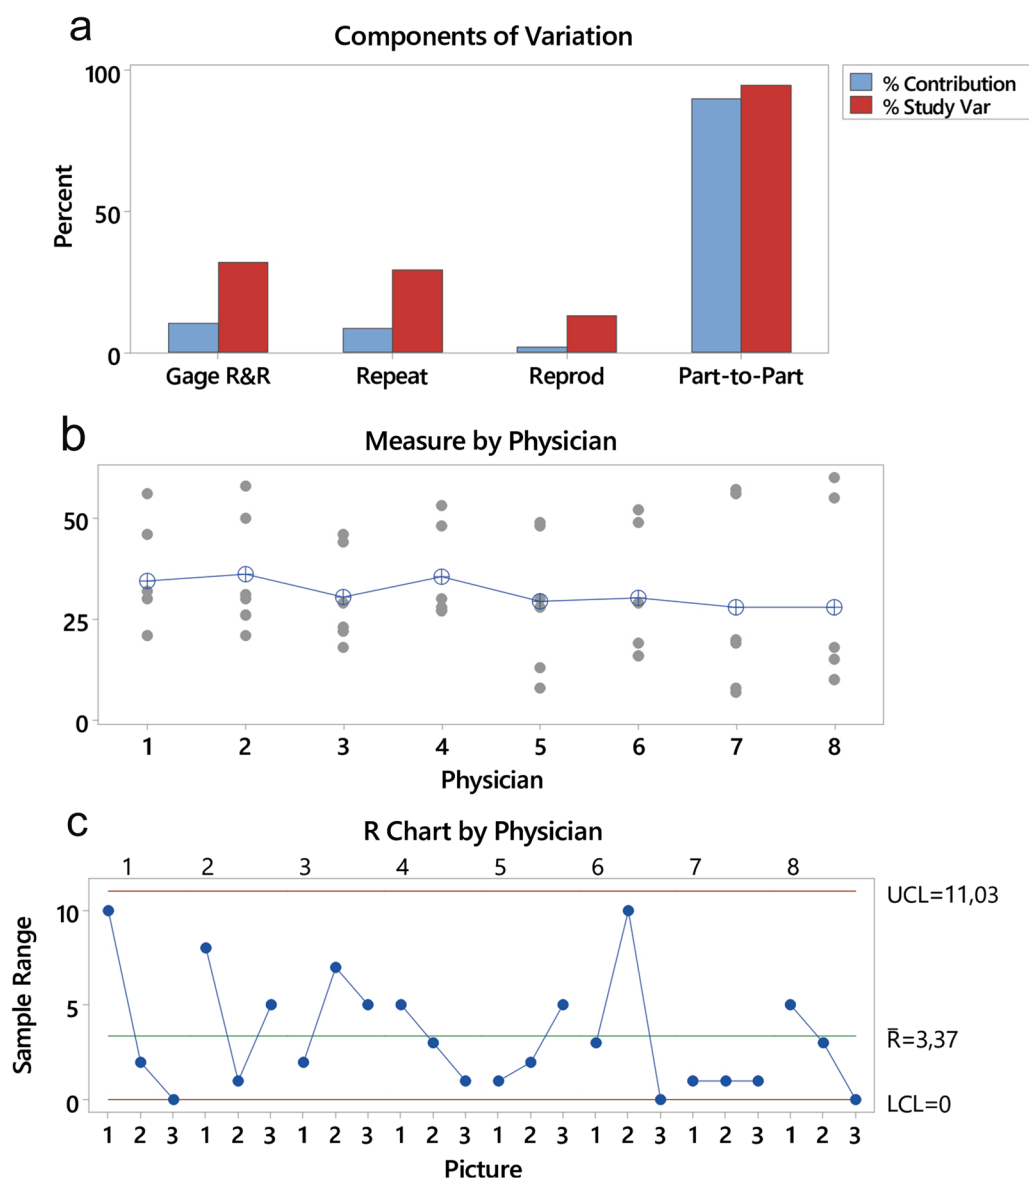 a
Components of Variation
100
50
0
Percent
% Contribution
% Study Var
Gage R&R Repeat Reprod Part-to-Part
b
Measure by Physician
50
25
0
1 2 3 4 5 6 7 8
Physician
c
R Chart by Physician
1 2 3 4 5 6 7 8
10
5
0
Sample Range
UCL=11,03
R̄=3,37
LCL=0
1 2 3 1 2 3 1 2 3 1 2 3 1 2 3 1 2 3 1 2 3 1 2 3
Picture